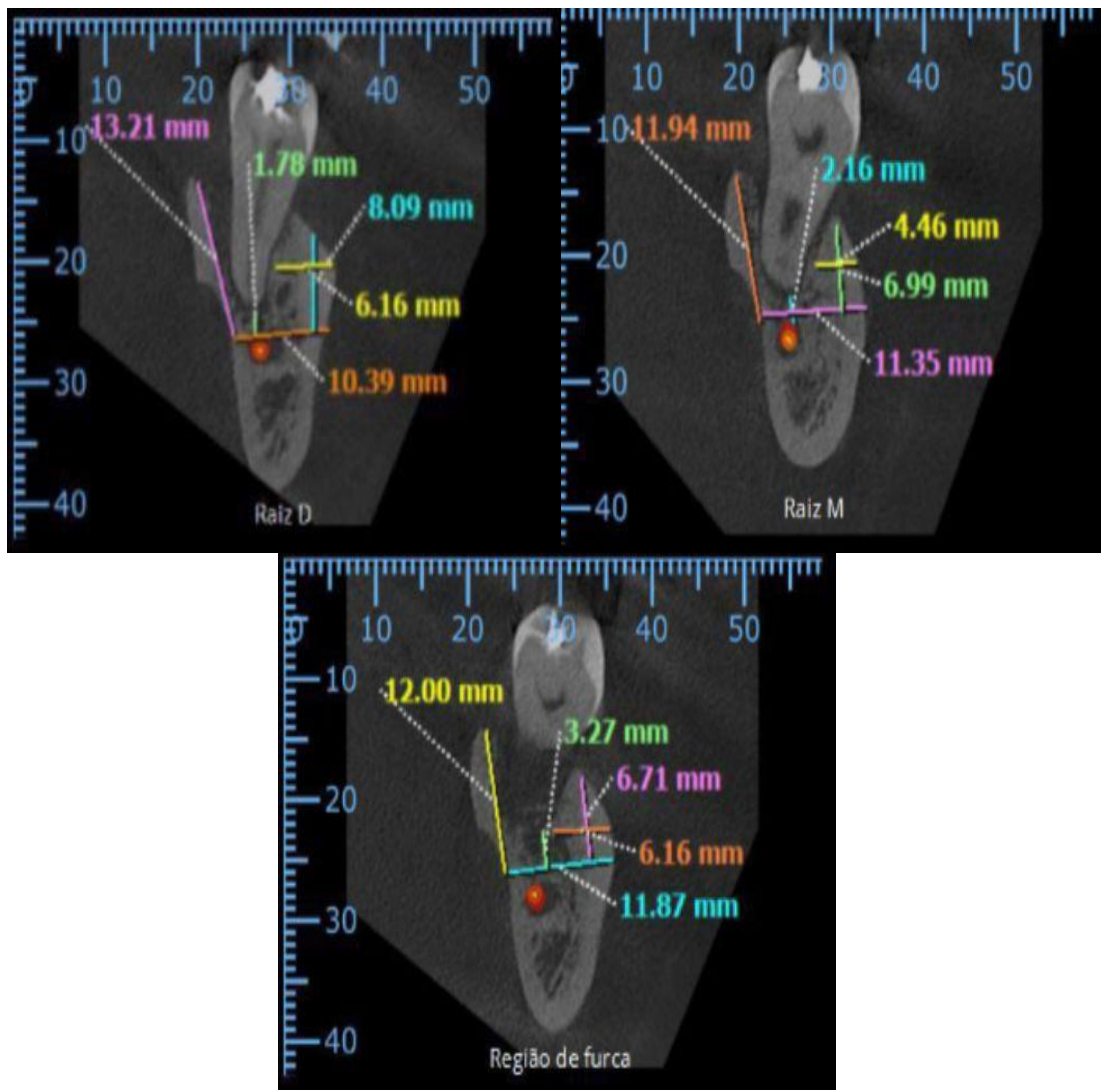 10 20 30 40 50
13.21 mm
10
1.78 mm
8.09 mm
20
6.16 mm
10.39 mm
30
40
Raiz D
10 20 30 40 50
10
11.94 mm
2.16 mm
4.46 mm
20
6.99 mm
11.35 mm
30
40
Raiz M
10 20 30 40 50
10
12.00 mm
3.27 mm
6.71 mm
20
6.16 mm
11.87 mm
30
40
Região de furca